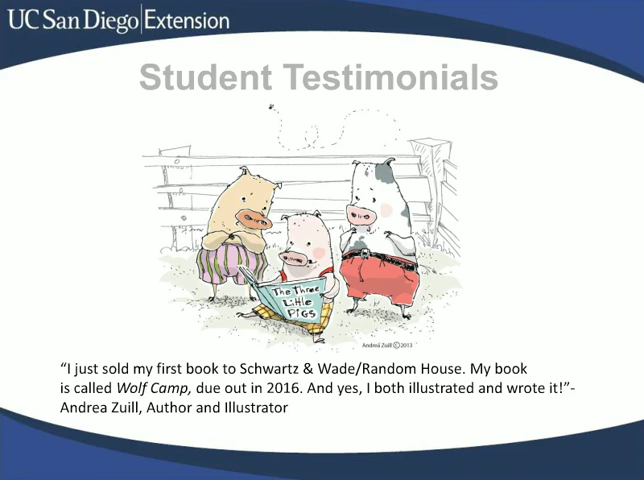 UC San Diego|Extension
Student Testimonials
The Three
Little
Pigs
Andrea Zuill ©2013
“I just sold my first book to Schwartz & Wade/Random House. My book
is called Wolf Camp, due out in 2016. And yes, I both illustrated and wrote it!”-
Andrea Zuill, Author and Illustrator